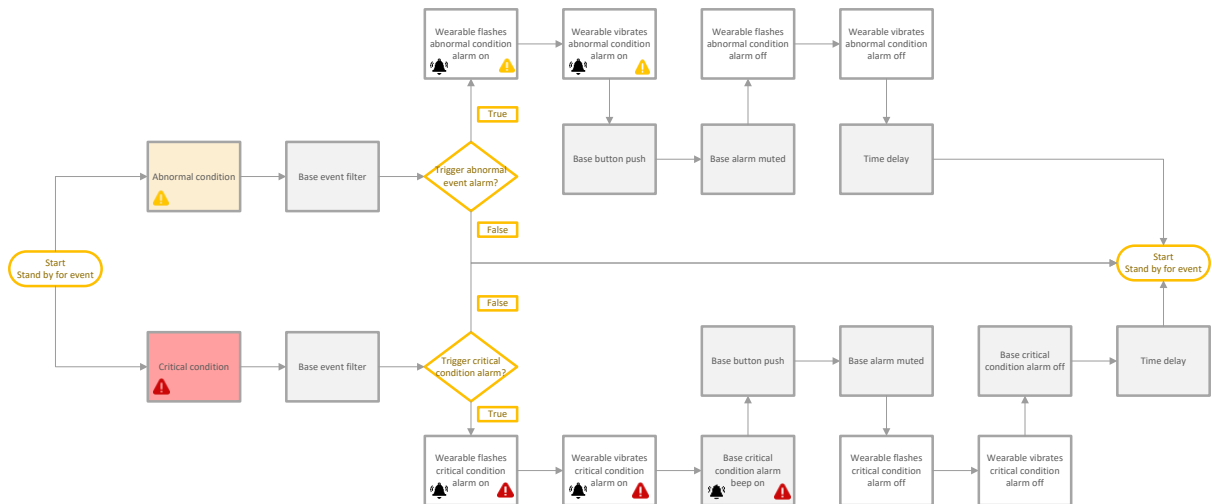 Wearable flashes
abnormal condition
alarm on
Wearable vibrates
abnormal condition
alarm on
Wearable flashes
abnormal condition
alarm off
Wearable vibrates
abnormal condition
alarm off
True
Abnormal condition
Base event filter
Trigger abnormal
event alarm?
Base button push
Base alarm muted
Time delay
False
Start
Stand by for event
Start
Stand by for event
False
Critical condition
Base event filter
Trigger critical
condition alarm?
Base button push
Base alarm muted
Base critical
condition alarm off
Time delay
True
Wearable flashes
critical condition
alarm on
Wearable vibrates
critical condition
alarm on
Base critical
condition alarm
beep on
Wearable flashes
critical condition
alarm off
Wearable vibrates
critical condition
alarm off